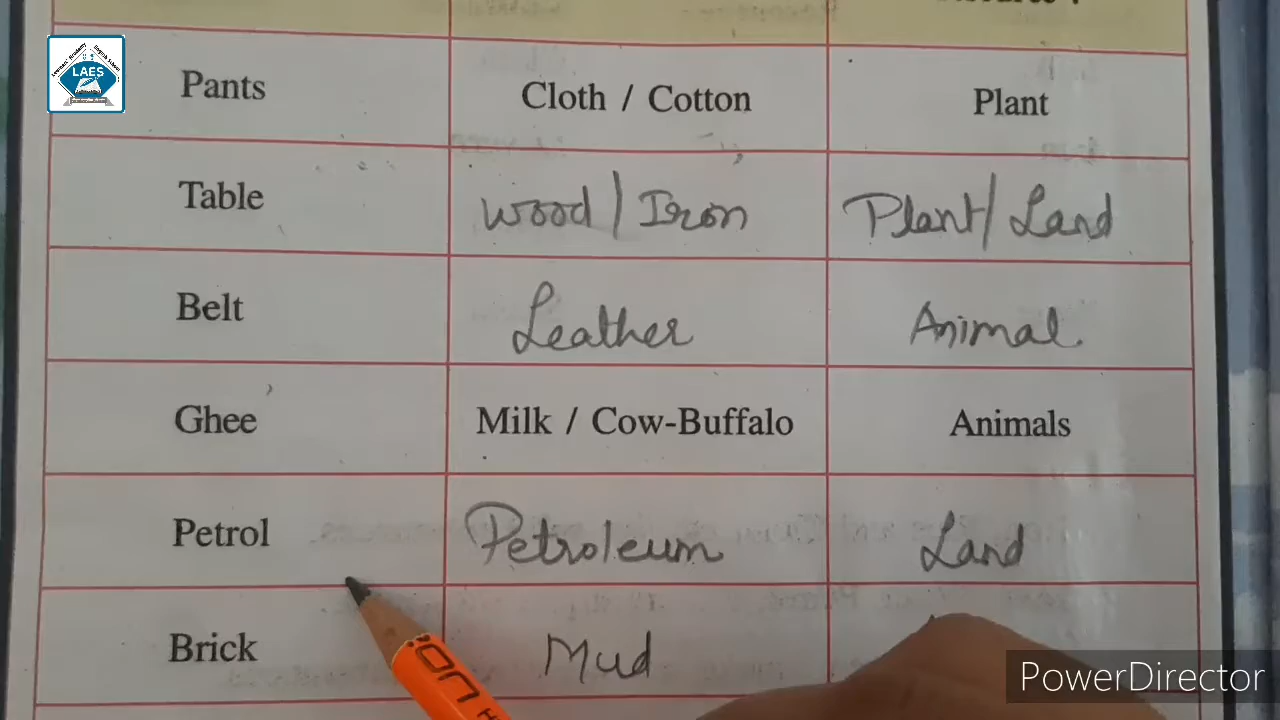 LAES
Pants Cloth / Cotton Plant
Table Wood / Iron Plant / Land
Belt Leather Animal
Ghee Milk / Cow-Buffalo Animals
Petrol Petroleum Land
Brick Mud
PowerDirector